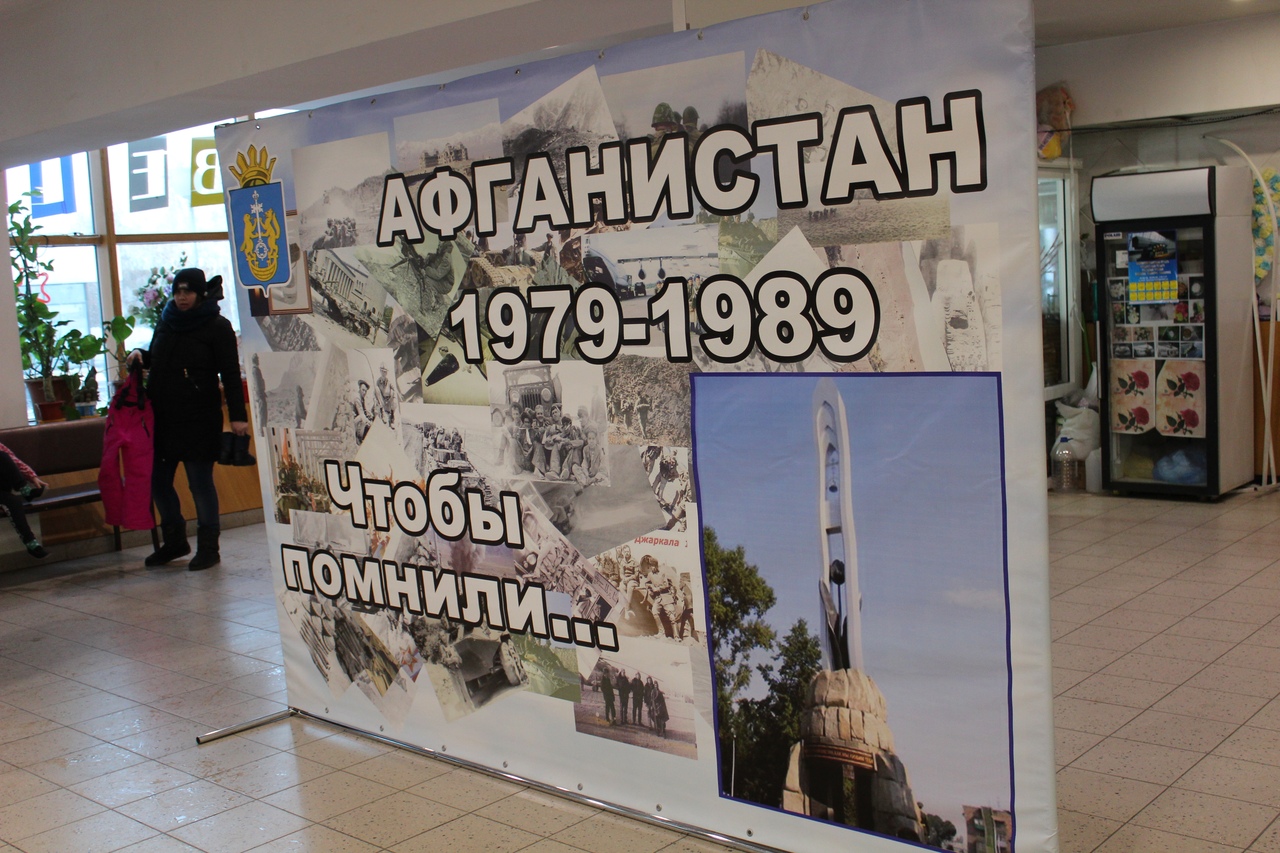 АФГАНИСТАН
1979-1989
Чтобы
помнили...
Джаркала
В
Е